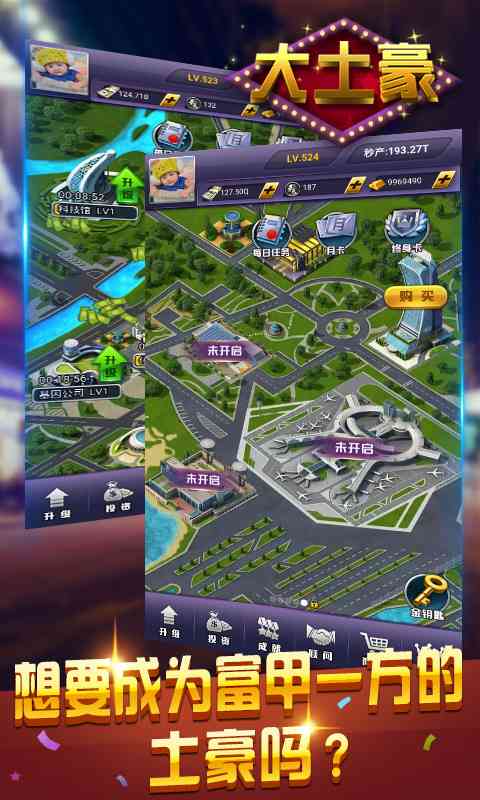 大土豪
LV.523
124.71B
132
00:08:52
升级
科技馆 LV1
升级
00:18:56
基因公司 LV1
升级
投资
LV.524
秒产:193.27T
127.50Q
187
9969490
每日任务
月卡
终身卡
购买
未开启
未开启
未开启
金钥匙
升级
投资
成就
顾问
想要成为富甲一方的
土豪吗？